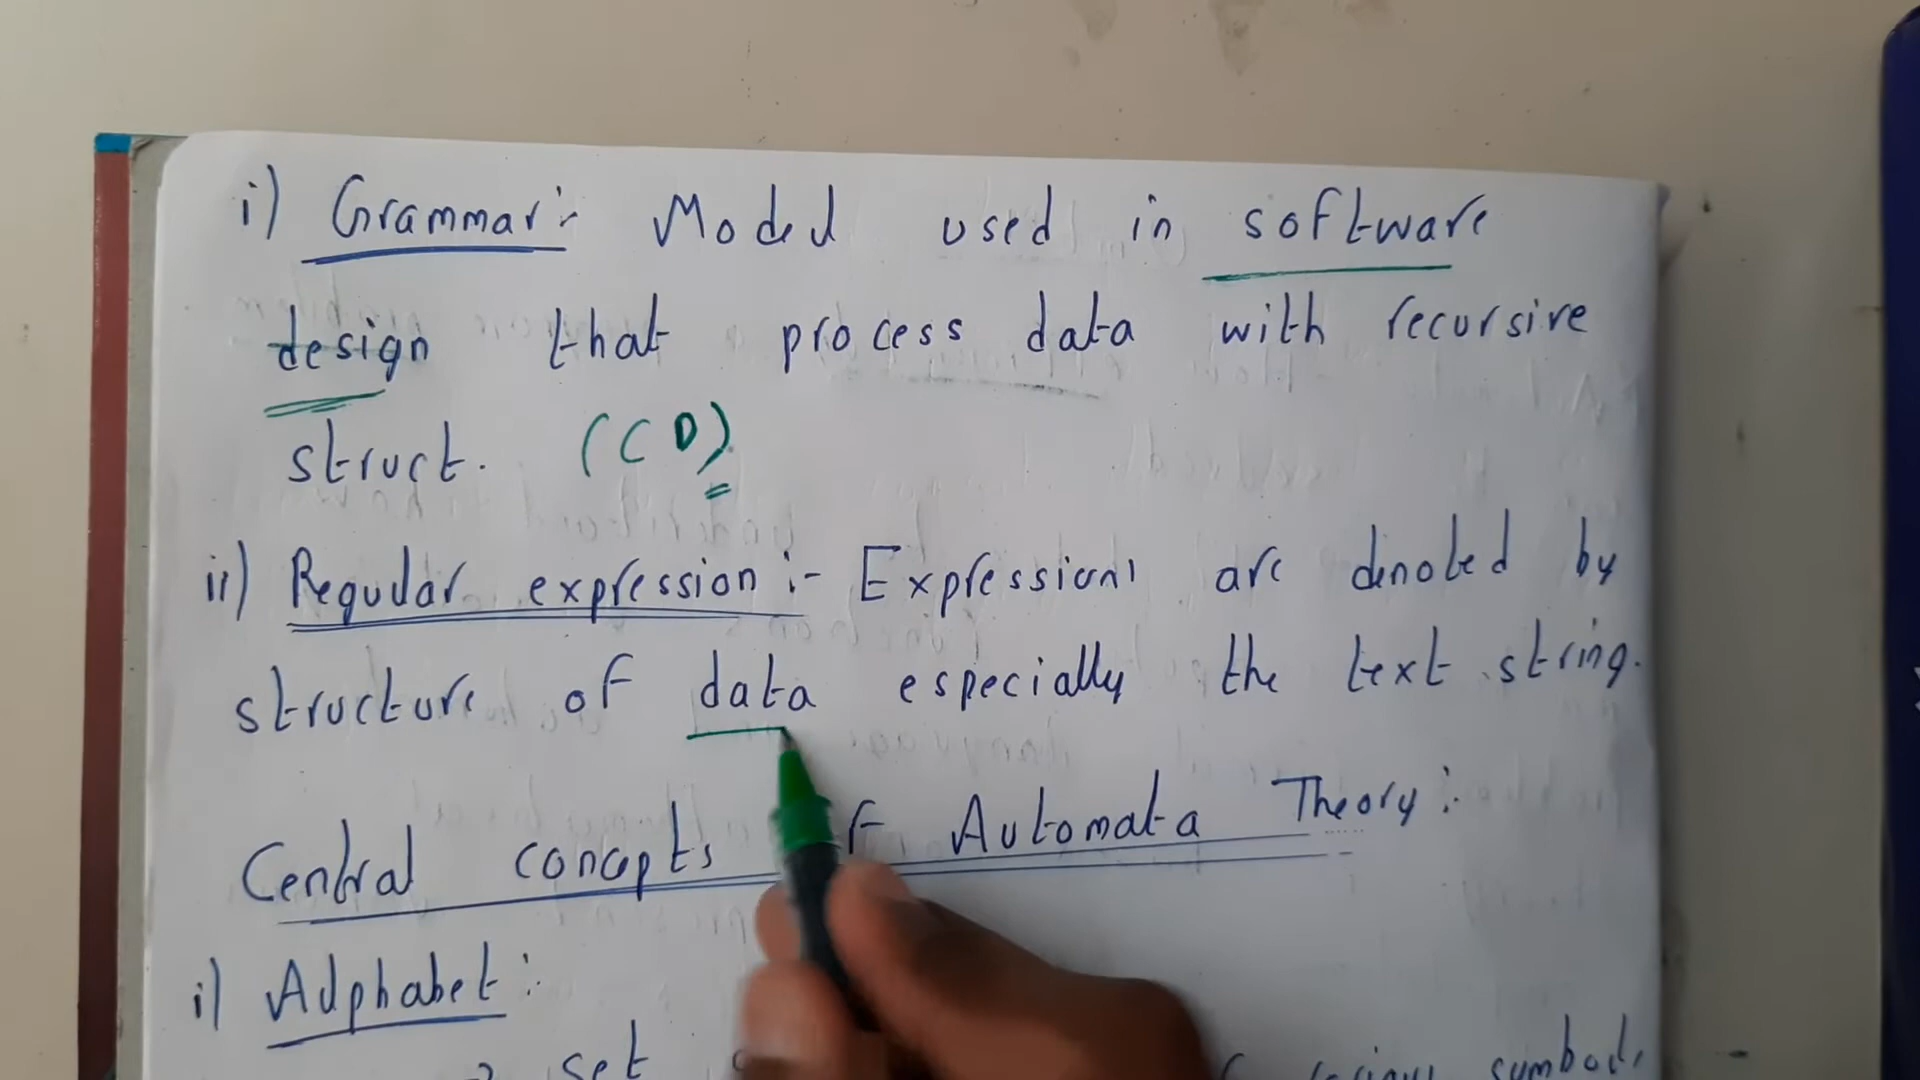 i) Grammar:- Model used in software
design that process data with recursive
struct. (CD)
ii) Regular expression:- Expressions are denoted by
structure of data especially the text string.
Central concepts of Automata Theory:
i) Alphabet:
set symbols